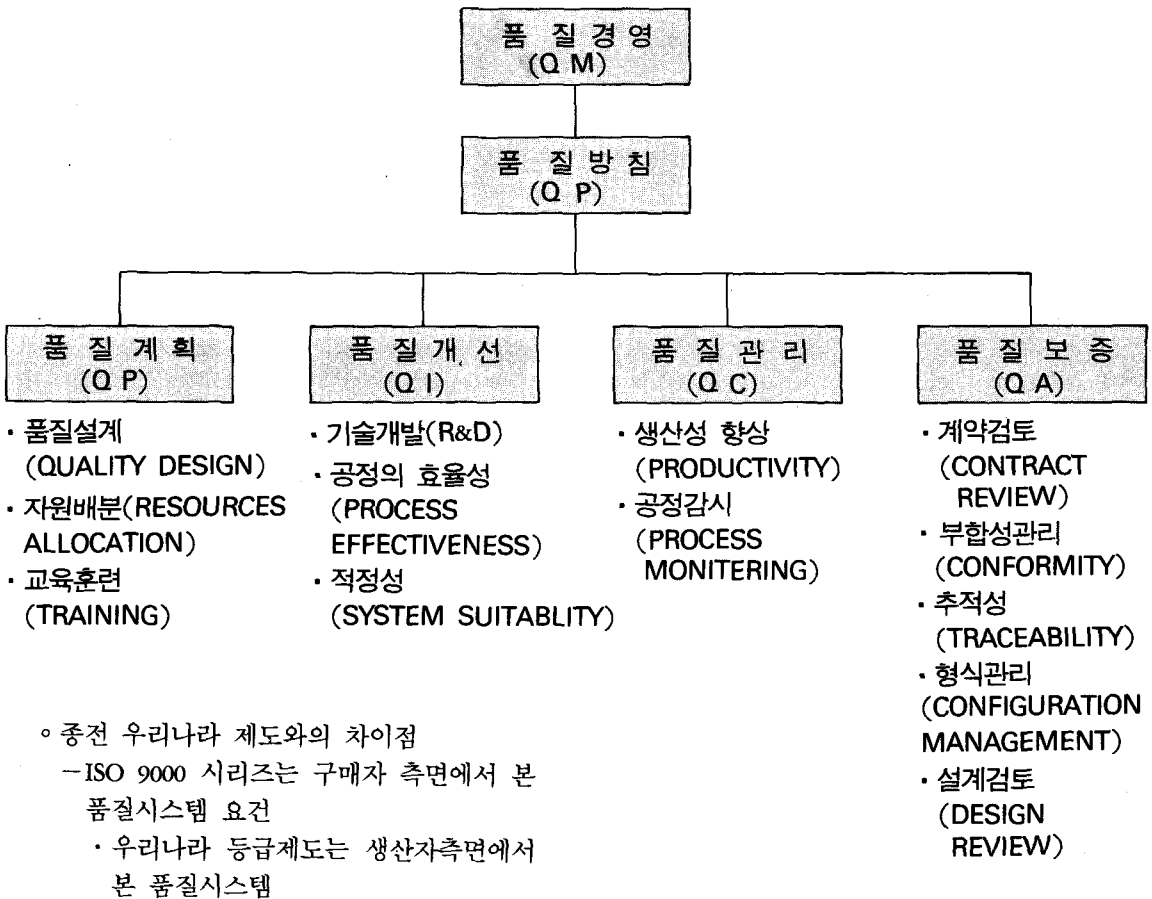 품 질 경 영
(Q M)
품 질 방 침
(Q P)
품 질 계 획
(Q P)
· 품질설계
(QUALITY DESIGN)
· 자원배분(RESOURCES
ALLOCATION)
· 교육훈련
(TRAINING)
품 질 개 선
(Q I)
· 기술개발(R&D)
· 공정의 효율성
(PROCESS
EFFECTIVENESS)
· 적정성
(SYSTEM SUITABLITY)
품 질 관 리
(Q C)
· 생산성 향상
(PRODUCTIVITY)
· 공정감시
(PROCESS
MONITERING)
품 질 보 증
(Q A)
· 계약검토
(CONTRACT
REVIEW)
· 부합성관리
(CONFORMITY)
· 추적성
(TRACEABILITY)
· 형식관리
(CONFIGURATION
MANAGEMENT)
· 설계검토
(DESIGN
REVIEW)
◦ 종전 우리나라 제도와의 차이점
－ISO 9000 시리즈는 구매자 측면에서 본
품질시스템 요건
· 우리나라 등급제도는 생산자측면에서
본 품질시스템